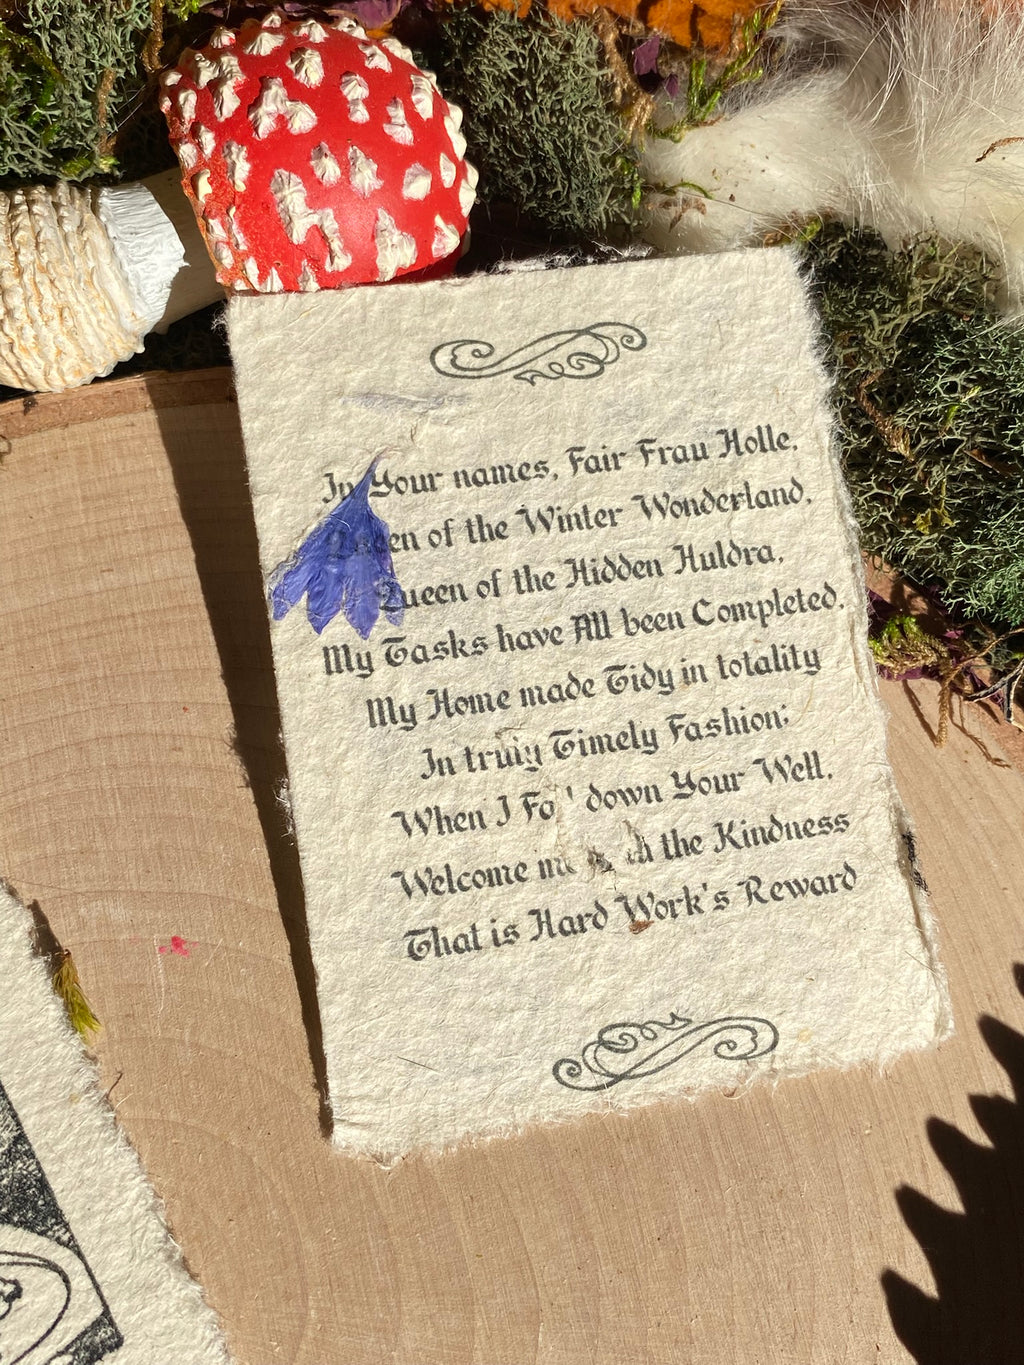 In Your names, Fair Frau Holle,
of the Winter Wonderland,
Queen of the Hidden Huldra,
My Tasks have All been Completed,
My Home made Tidy in totality
In truly Timely Fashion;
When I down Your Well,
Welcome the Kindness
That is Hard Work's Reward